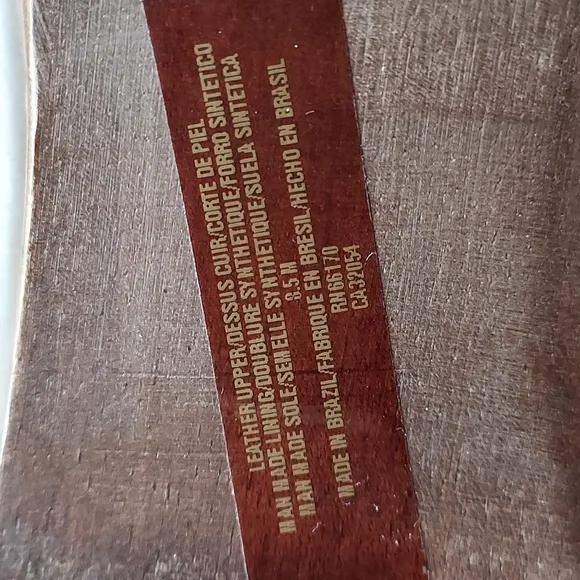 LEATHER UPPER/DESSUS CUIR/CORTE DE PIEL
MAN MADE LINING/DOUBLURE SYNTHETIQUE/FORRO SINTETICO
MAN MADE SOLE/SEMELLE SYNTHETIQUE/SUELA SINTETICA
8.5 M
MADE IN BRAZIL/FABRIQUE EN BRESIL/HECHO EN BRASIL
RN66170
CA32054